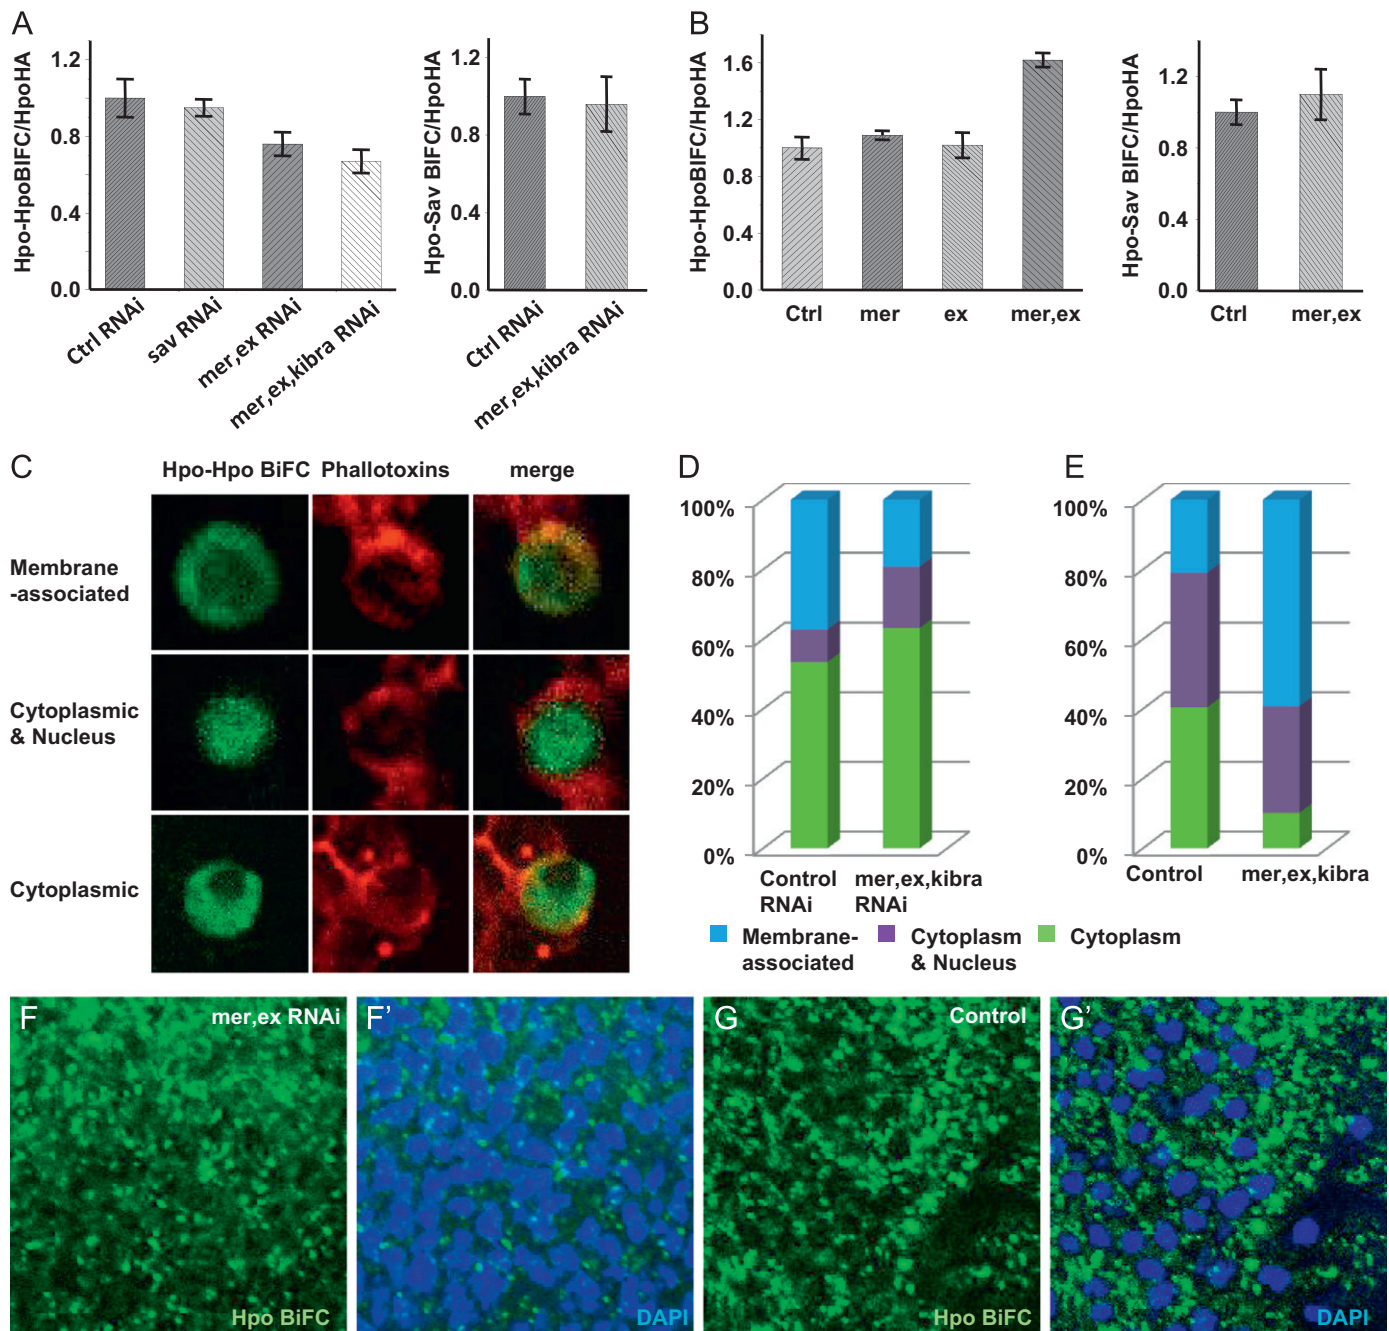 A
Hpo-HpoBIFC/HpoHA
1.2
0.8
0.4
0.0
Ctrl RNAi
sav RNAi
mer,ex RNAi
mer,ex,kibra RNAi
Hpo-Sav BIFC/HpoHA
1.2
0.8
0.4
0.0
Ctrl RNAi
mer,ex,kibra RNAi
B
Hpo-HpoBIFC/HpoHA
1.6
1.2
0.8
0.4
0.0
Ctrl
mer
ex
mer,ex
Hpo-Sav BIFC/HpoHA
1.2
0.8
0.4
0.0
Ctrl
mer,ex
C
Hpo-Hpo BiFC
Phallotoxins
merge
Membrane
-associated
Cytoplasmic
& Nucleus
Cytoplasmic
D
100%
80%
60%
40%
20%
0%
Control
RNAi
mer,ex,kibra
RNAi
E
100%
80%
60%
40%
20%
0%
Control
mer,ex,kibra
Membrane-
associated
Cytoplasm
& Nucleus
Cytoplasm
F
mer,ex RNAi
Hpo BiFC
F'
DAPI
G
Control
Hpo BiFC
G'
DAPI